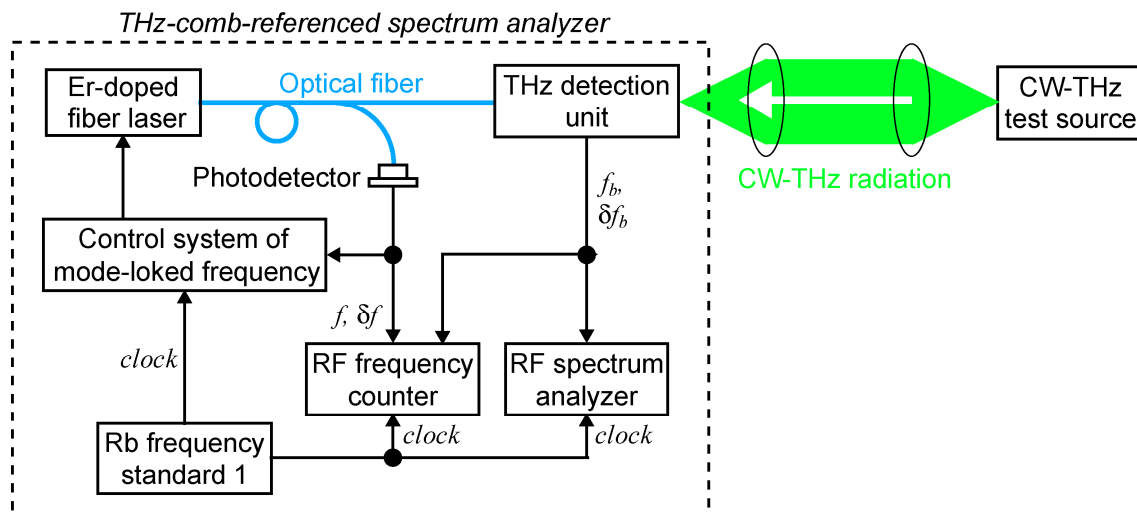 THz-comb-referenced spectrum analyzer
Er-doped
fiber laser
Optical fiber
THz detection
unit
CW-THz
test source
Photodetector
CW-THz radiation
f_b,
δf_b
Control system of
mode-loked frequency
f, δf
clock
RF frequency
counter
RF spectrum
analyzer
Rb frequency
standard 1
clock
clock